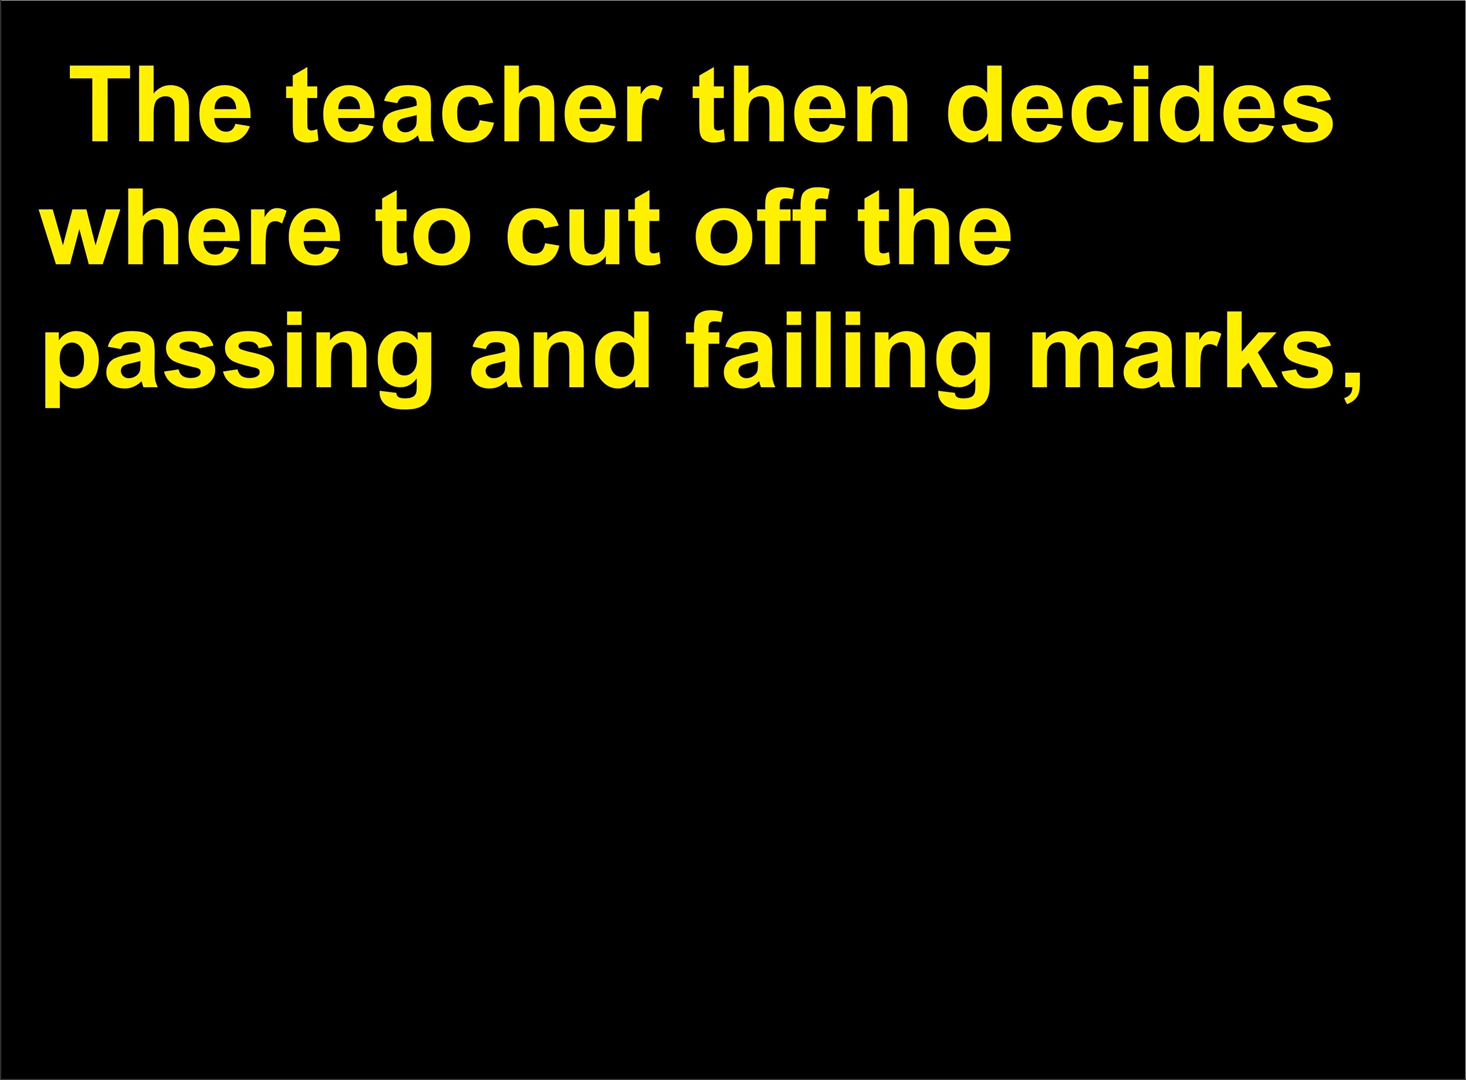 The teacher then decides
where to cut off the
passing and failing marks,